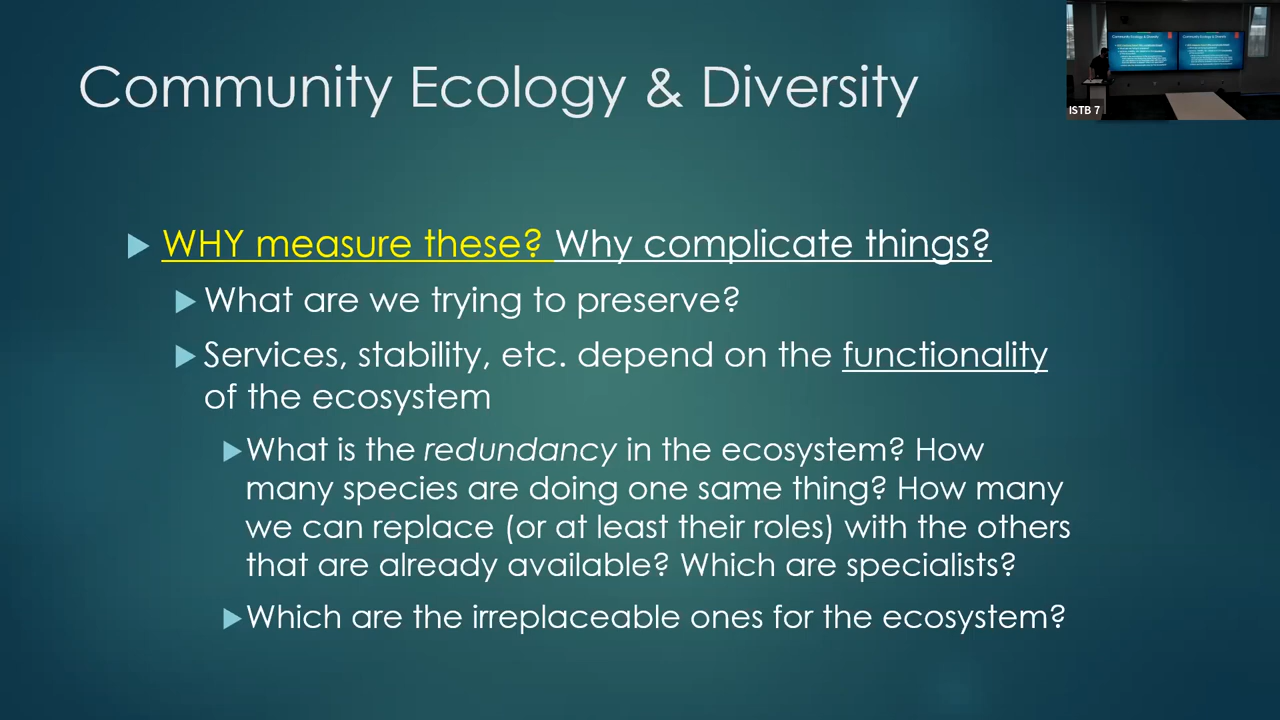 Community Ecology & Diversity
ISTB 7
WHY measure these? Why complicate things?
What are we trying to preserve?
Services, stability, etc. depend on the functionality
of the ecosystem
What is the redundancy in the ecosystem? How
many species are doing one same thing? How many
we can replace (or at least their roles) with the others
that are already available? Which are specialists?
Which are the irreplaceable ones for the ecosystem?